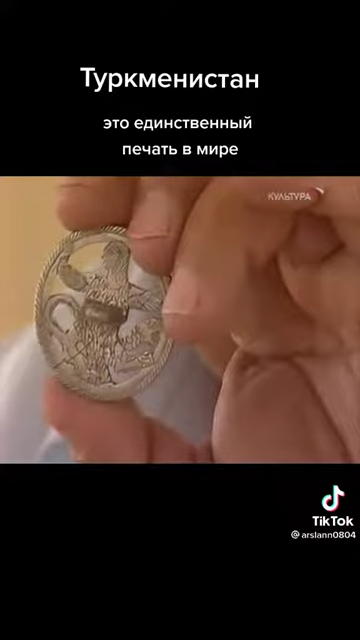 Туркменистан
это единственный
печать в мире
КУЛЬТУРА
TikTok
@arslann0804